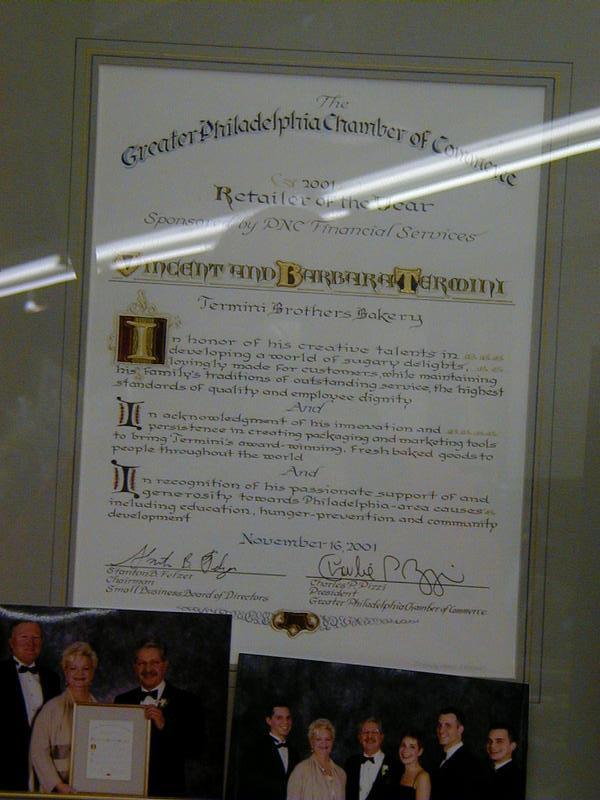 The
Greater Philadelphia Chamber of Commerce
2001
Retailer of the Year
Sponsored by PNC Financial Services
Vincent and Barbara Termini
Termini Brothers Bakery
In honor of his creative talents in
developing a world of sugary delights,
lovingly made for customers, while maintaining
his family's traditions of outstanding service, the highest
standards of quality and employee dignity
And
In acknowledgment of his innovation and
persistence in creating packaging and marketing tools
to bring Termini's award-winning, fresh baked goods to
people throughout the world
And
In recognition of his passionate support of and
generosity towards Philadelphia-area causes
including education, hunger-prevention and community
development
November 16, 2001
Stanton B. Felzer
Chairman
Small Business Board of Directors
Charles P. Pizzi
President
Greater Philadelphia Chamber of Commerce